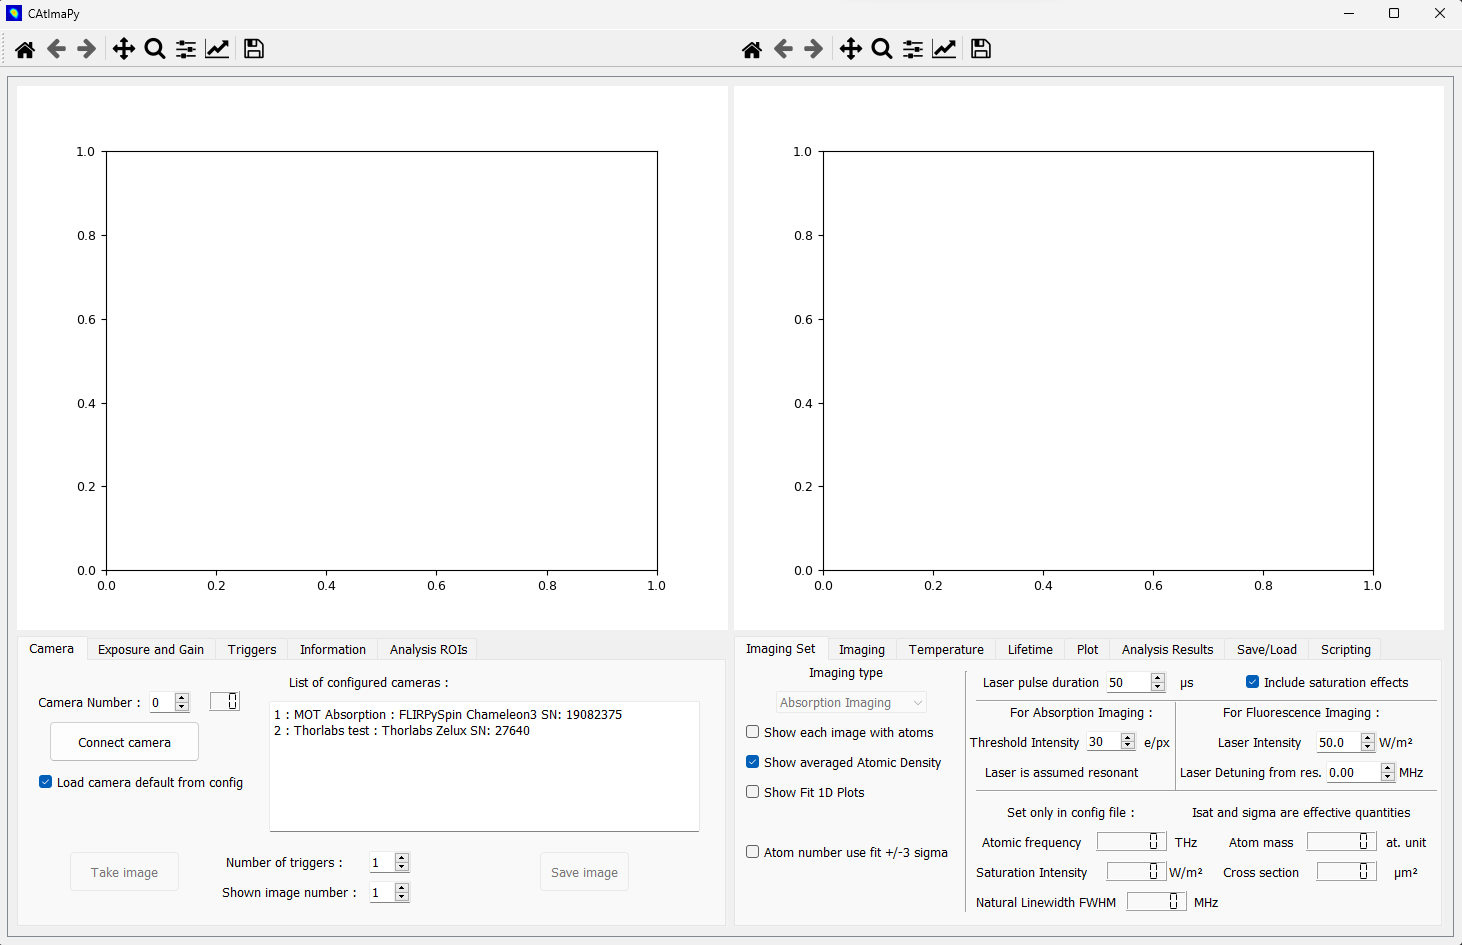 CAtImaPy
1.0
0.8
0.6
0.4
0.2
0.0
0.0 0.2 0.4 0.6 0.8 1.0
1.0
0.8
0.6
0.4
0.2
0.0
0.0 0.2 0.4 0.6 0.8 1.0
Camera Exposure and Gain Triggers Information Analysis ROIs
List of configured cameras :
Camera Number : 0 0
1 : MOT Absorption : FLIRPySpin Chameleon3 SN: 19082375
2 : Thorlabs test : Thorlabs Zelux SN: 27640
Connect camera
Load camera default from config
Take image
Number of triggers : 1
Shown image number : 1
Save image
Imaging Set Imaging Temperature Lifetime Plot Analysis Results Save/Load Scripting
Imaging type
Absorption Imaging
Show each image with atoms
Show averaged Atomic Density
Show Fit 1D Plots
Atom number use fit +/-3 sigma
Laser pulse duration 50 µs
Include saturation effects
For Absorption Imaging :
Threshold Intensity 30 e/px
Laser is assumed resonant
For Fluorescence Imaging :
Laser Intensity 50.0 W/m²
Laser Detuning from res. 0.00 MHz
Set only in config file : Isat and sigma are effective quantities
Atomic frequency 0 THz Atom mass 0 at. unit
Saturation Intensity 0 W/m² Cross section 0 µm²
Natural Linewidth FWHM 0 MHz